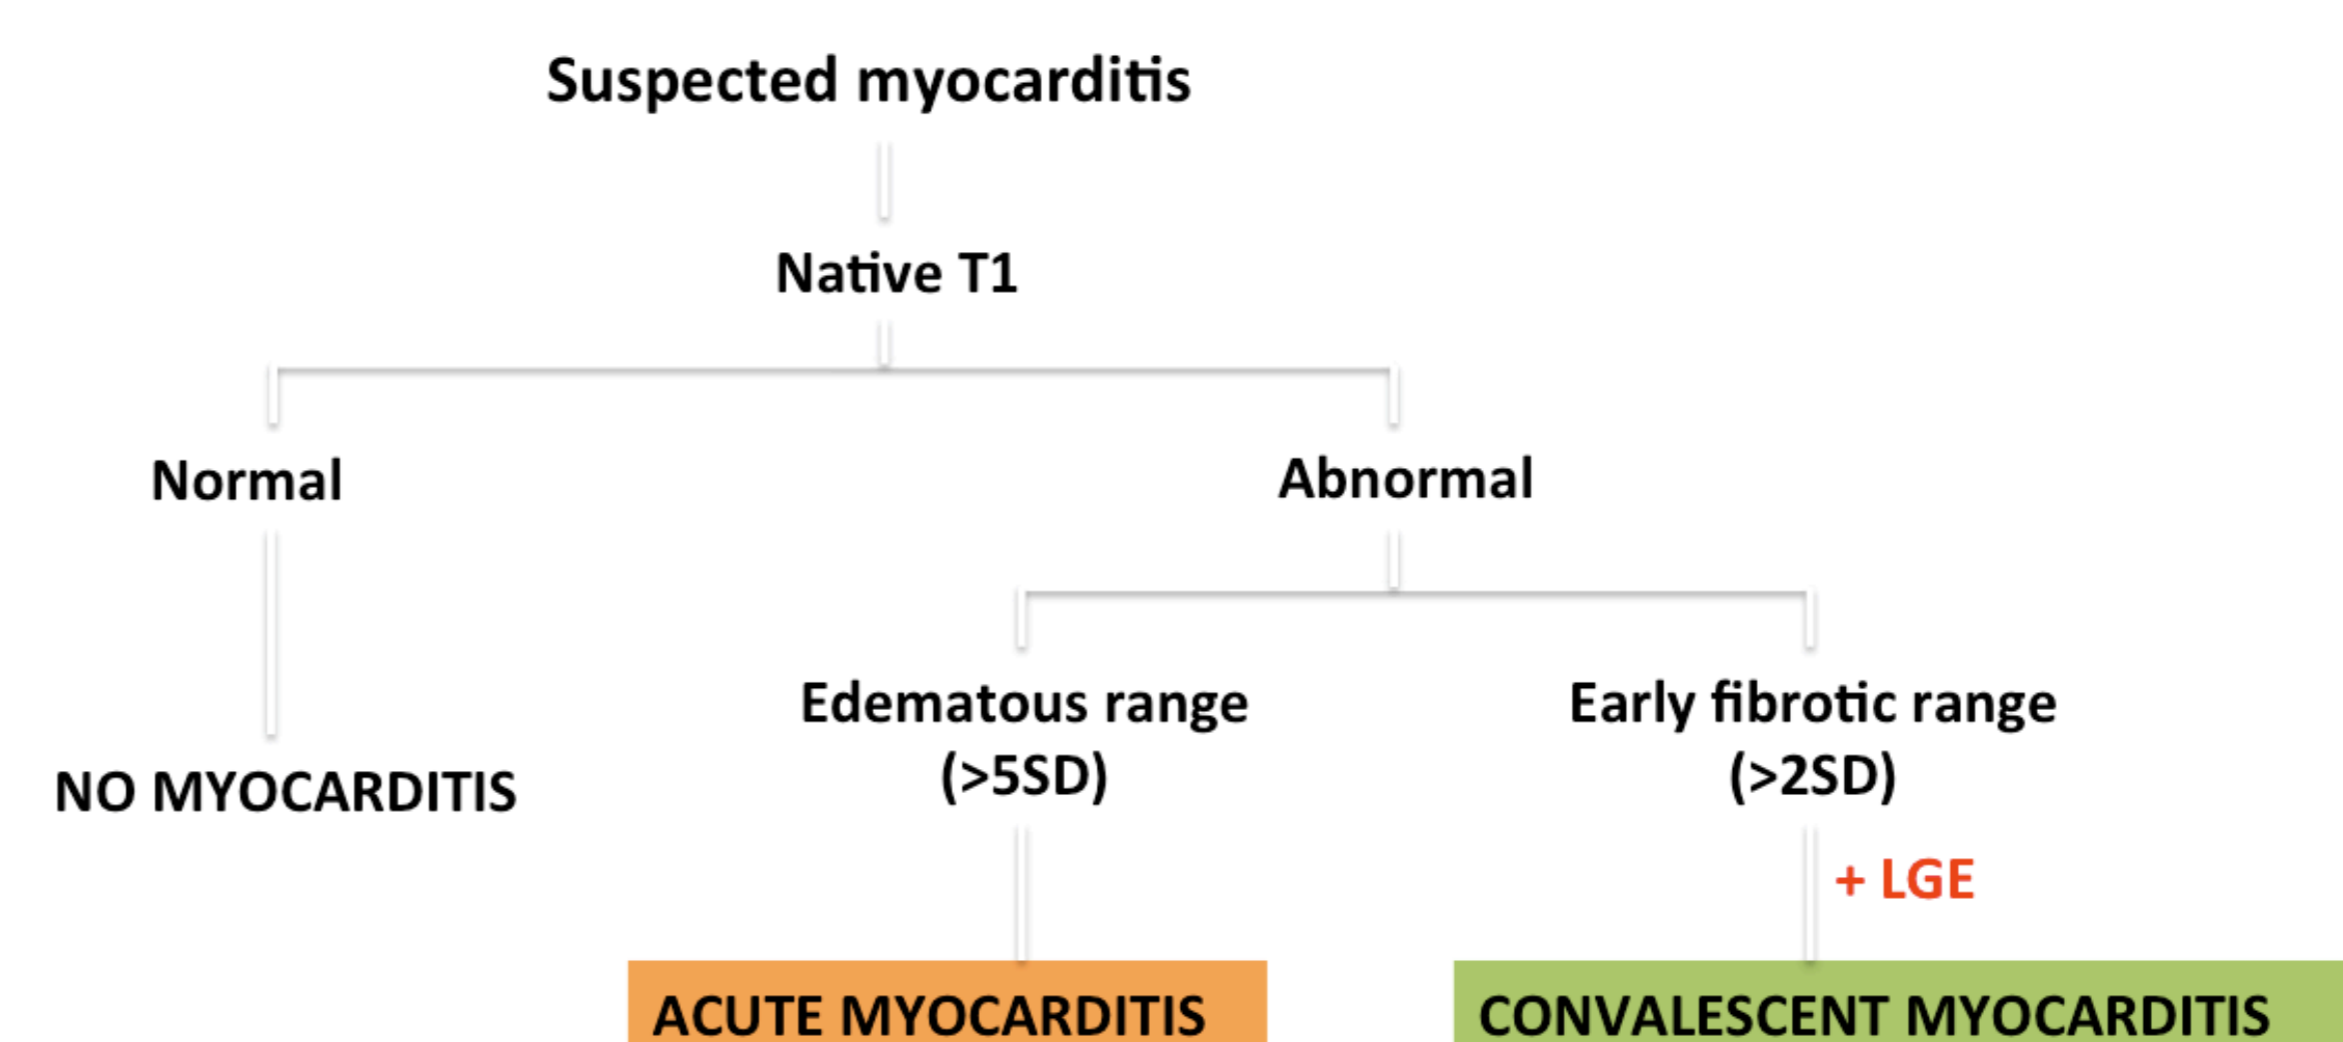 Suspected myocarditis
Native T1
Normal
Abnormal
Edematous range
(>5SD)
Early fibrotic range
(>2SD)
NO MYOCARDITIS
+ LGE
ACUTE MYOCARDITIS
CONVALESCENT MYOCARDITIS